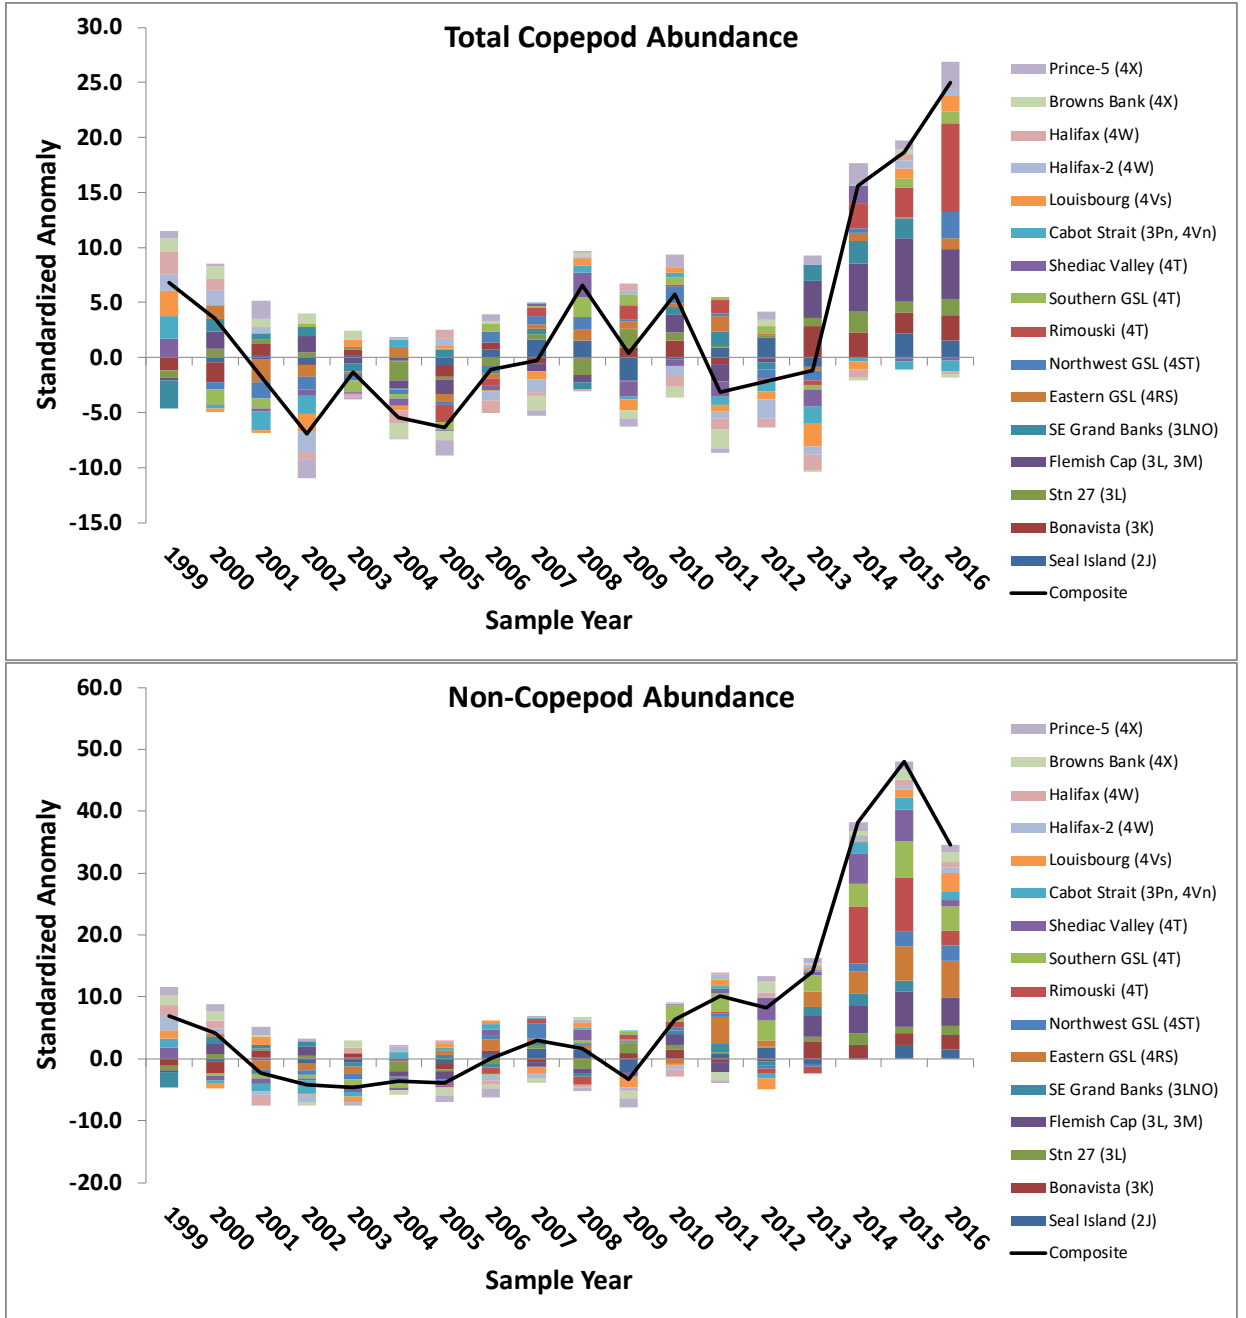 Total Copepod Abundance
30.0
25.0
20.0
15.0
10.0
5.0
0.0
-5.0
-10.0
-15.0
Standardized Anomaly
1999
2000
2001
2002
2003
2004
2005
2006
2007
2008
2009
2010
2011
2012
2013
2014
2015
2016
Sample Year
Prince-5 (4X)
Browns Bank (4X)
Halifax (4W)
Halifax-2 (4W)
Louisbourg (4Vs)
Cabot Strait (3Pn, 4Vn)
Shediac Valley (4T)
Southern GSL (4T)
Rimouski (4T)
Northwest GSL (4ST)
Eastern GSL (4RS)
SE Grand Banks (3LNO)
Flemish Cap (3L, 3M)
Stn 27 (3L)
Bonavista (3K)
Seal Island (2J)
Composite
Non-Copepod Abundance
60.0
50.0
40.0
30.0
20.0
10.0
0.0
-10.0
-20.0
Standardized Anomaly
1999
2000
2001
2002
2003
2004
2005
2006
2007
2008
2009
2010
2011
2012
2013
2014
2015
2016
Sample Year
Prince-5 (4X)
Browns Bank (4X)
Halifax (4W)
Halifax-2 (4W)
Louisbourg (4Vs)
Cabot Strait (3Pn, 4Vn)
Shediac Valley (4T)
Southern GSL (4T)
Rimouski (4T)
Northwest GSL (4ST)
Eastern GSL (4RS)
SE Grand Banks (3LNO)
Flemish Cap (3L, 3M)
Stn 27 (3L)
Bonavista (3K)
Seal Island (2J)
Composite